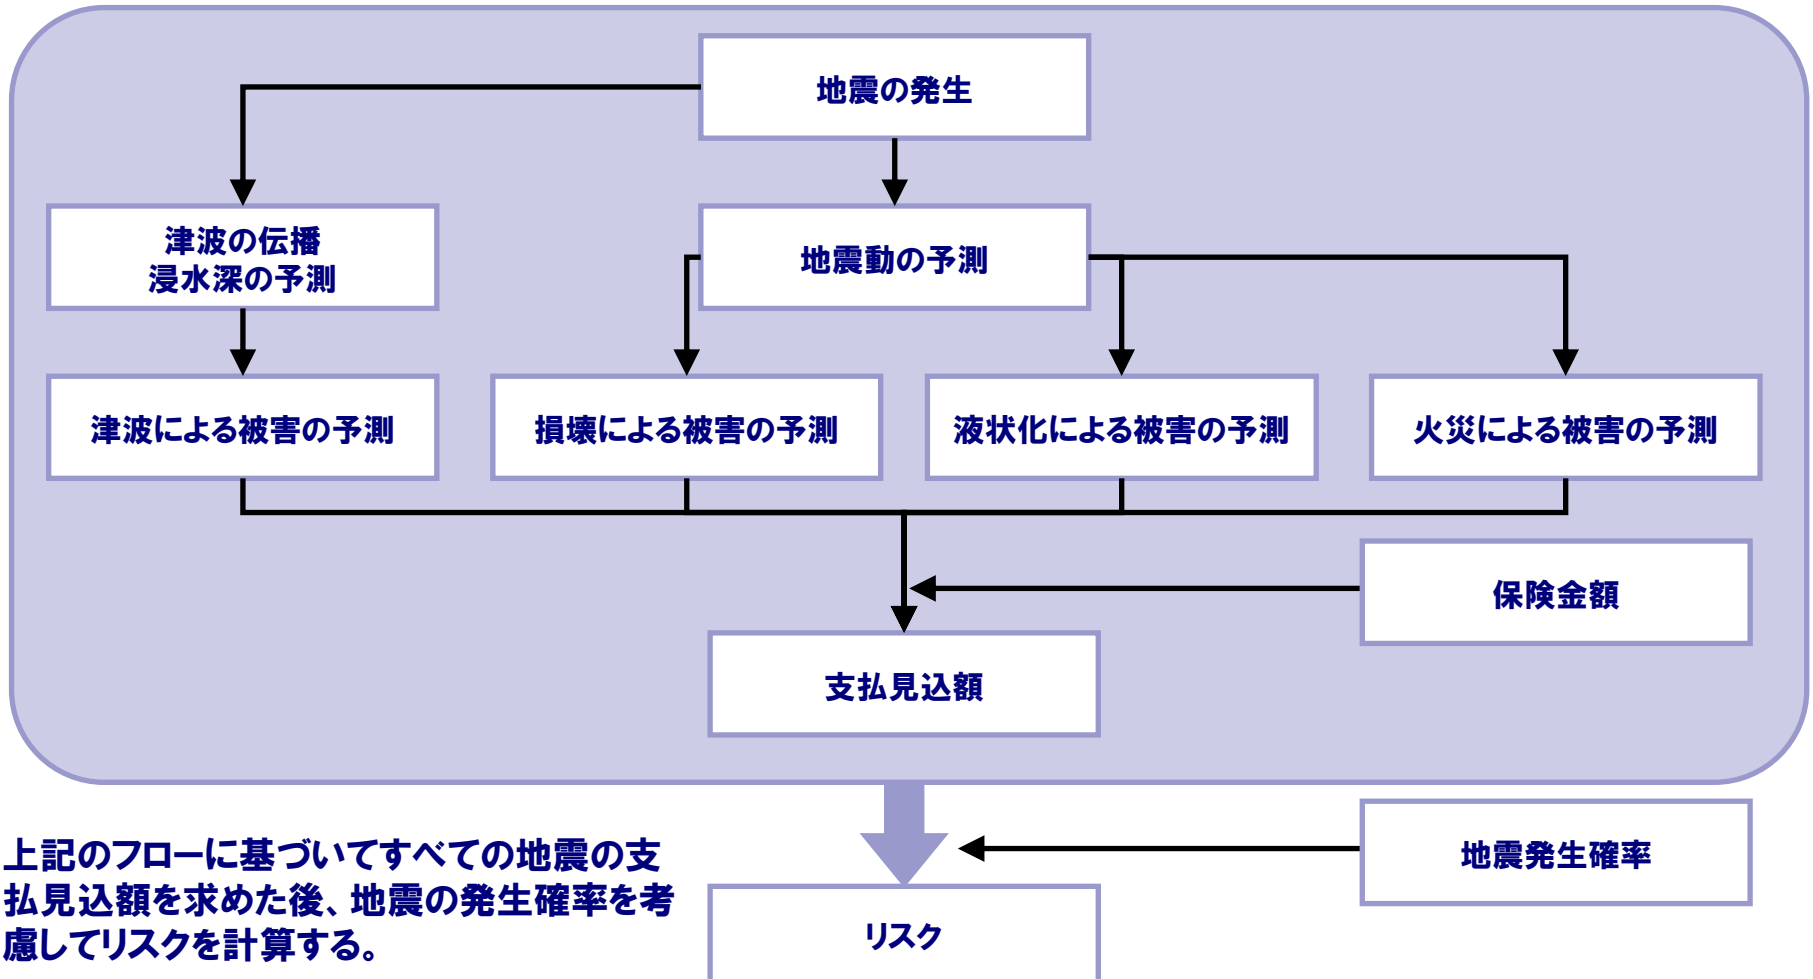 地震の発生
津波の伝播
浸水深の予測
地震動の予測
津波による被害の予測
損壊による被害の予測
液状化による被害の予測
火災による被害の予測
保険金額
支払見込額
地震発生確率
上記のフローに基づいてすべての地震の支
払見込額を求めた後、地震の発生確率を考
慮してリスクを計算する。
リスク